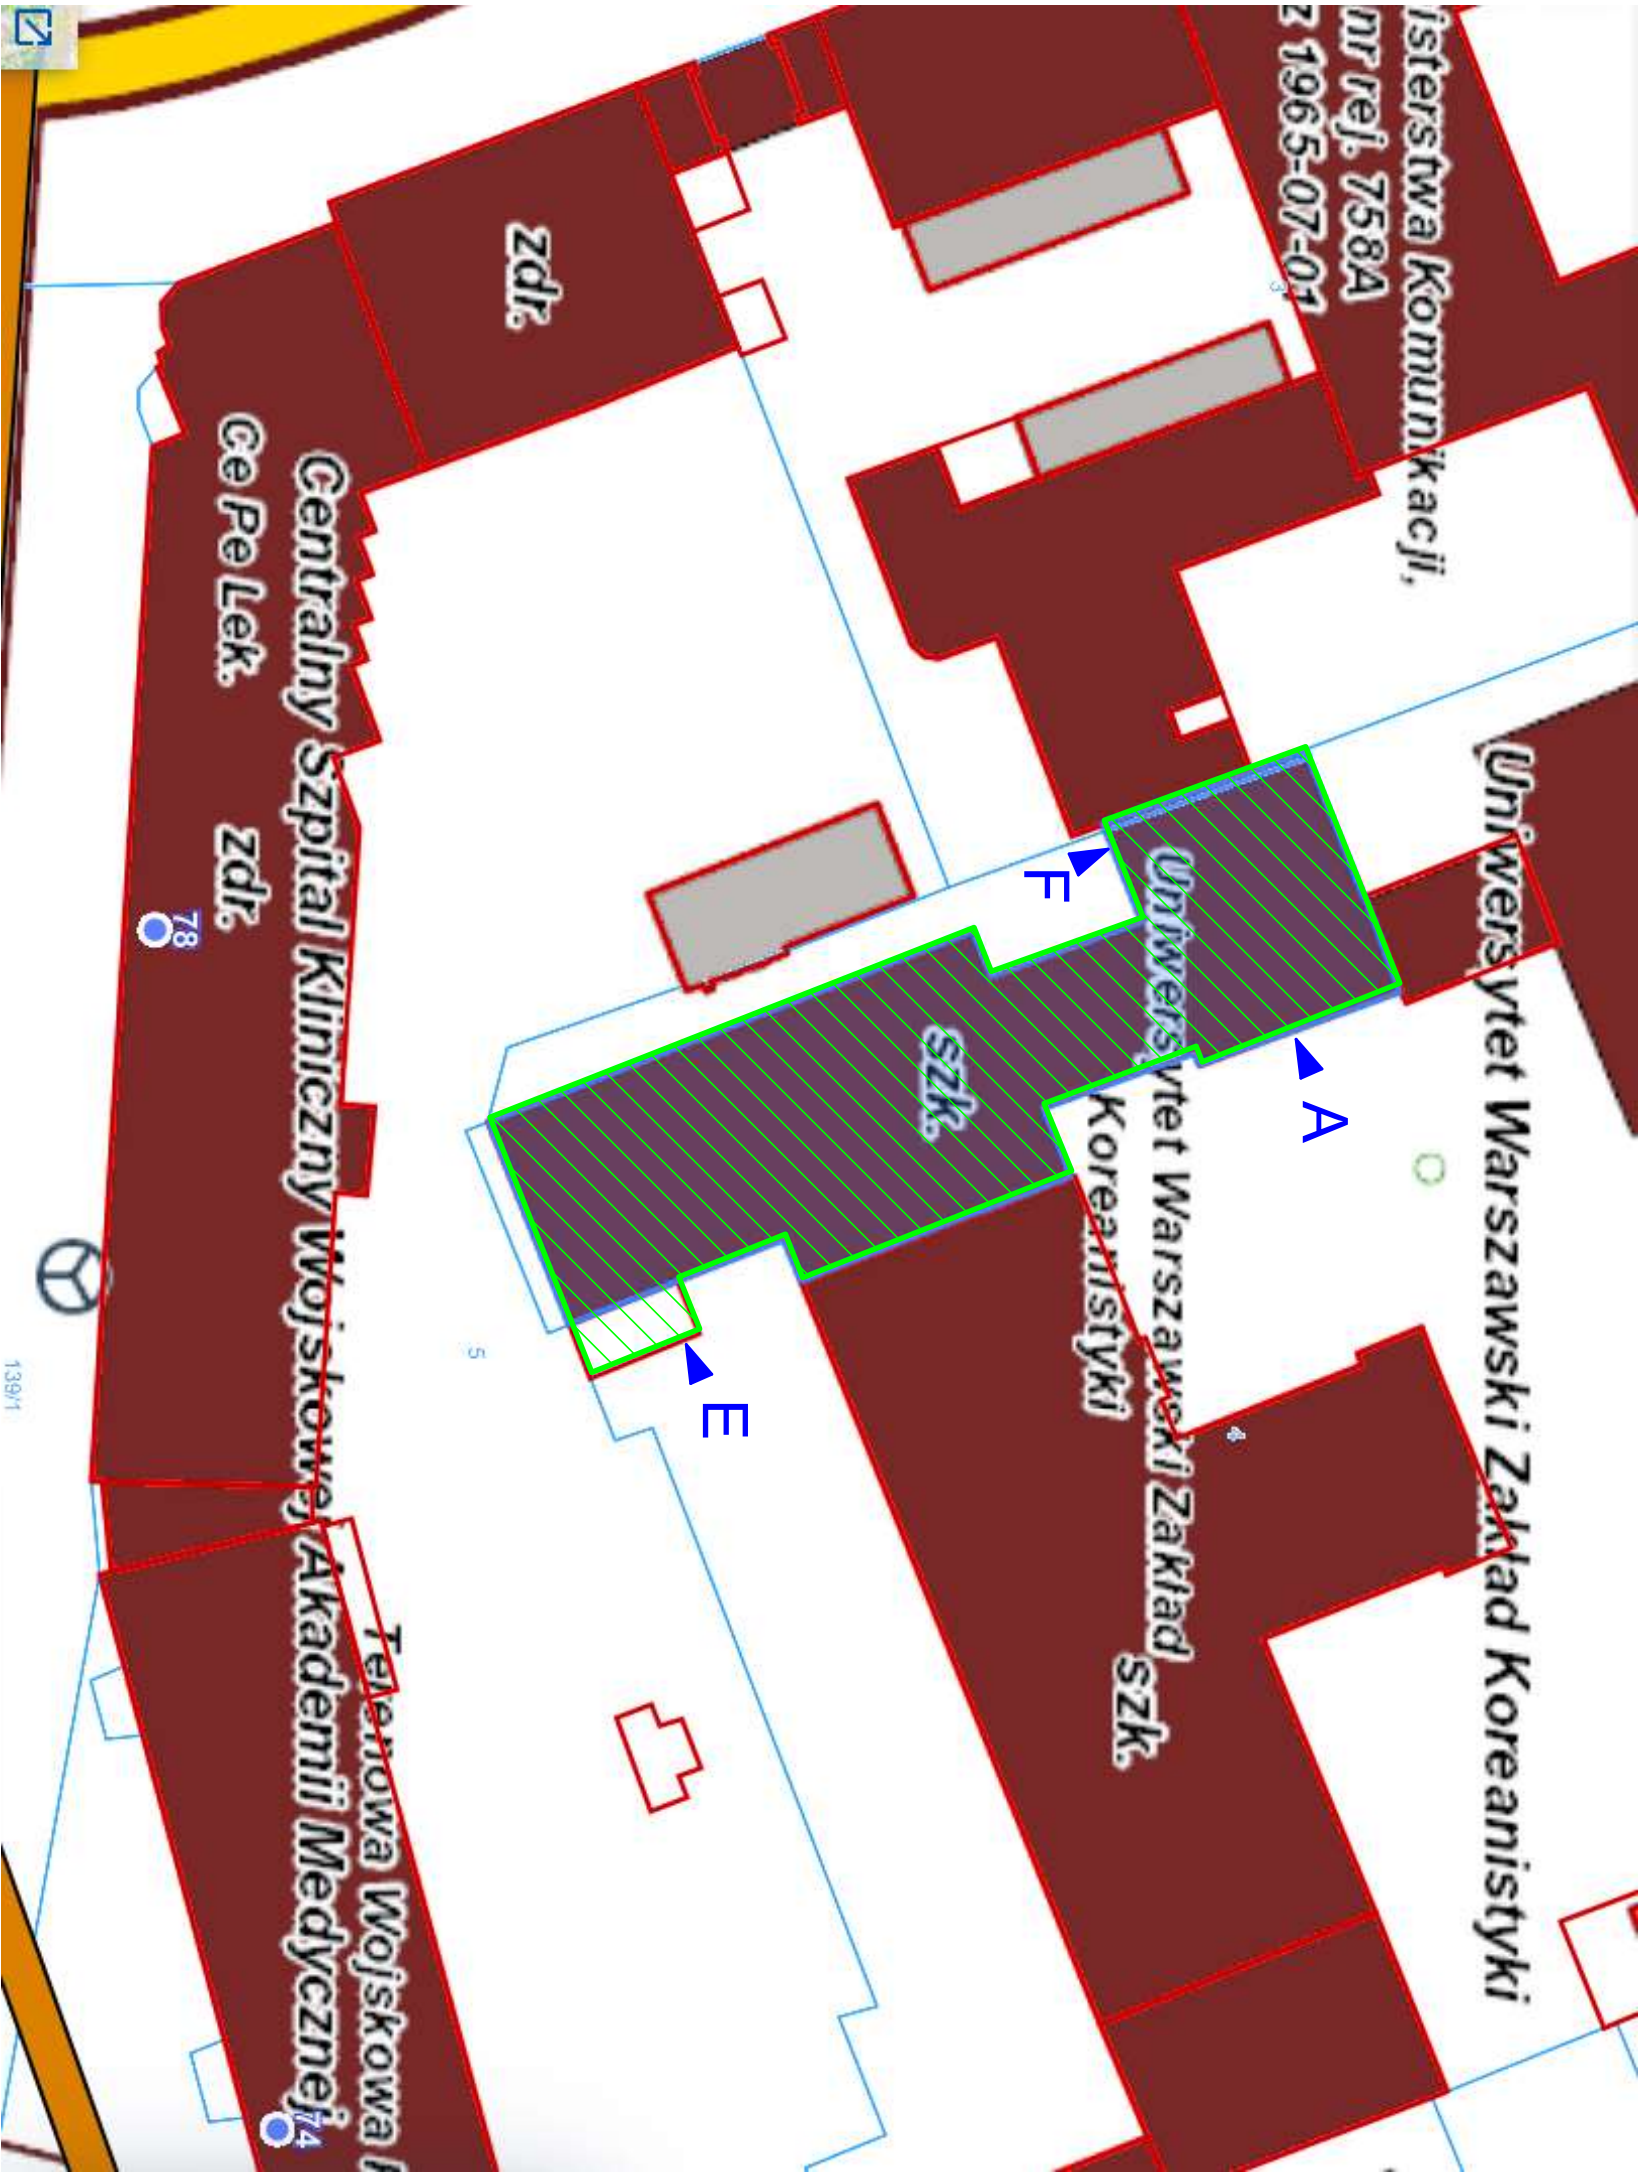 isterstwa Komunikacji,
nr rej. 758A
z 1965-07-01
3
zdr.
Centralny Szpital Kliniczny Wojskowej Akademii Medycznej
Ce Pe Lek.
zdr.
78
Uniwersytet Warszawski Zakład Koreanistyki
Uniwersytet Warszawski Zakład
Koreanistyki
szk.
szk.
F
A
E
4
5
139/1
Wojskowa
74